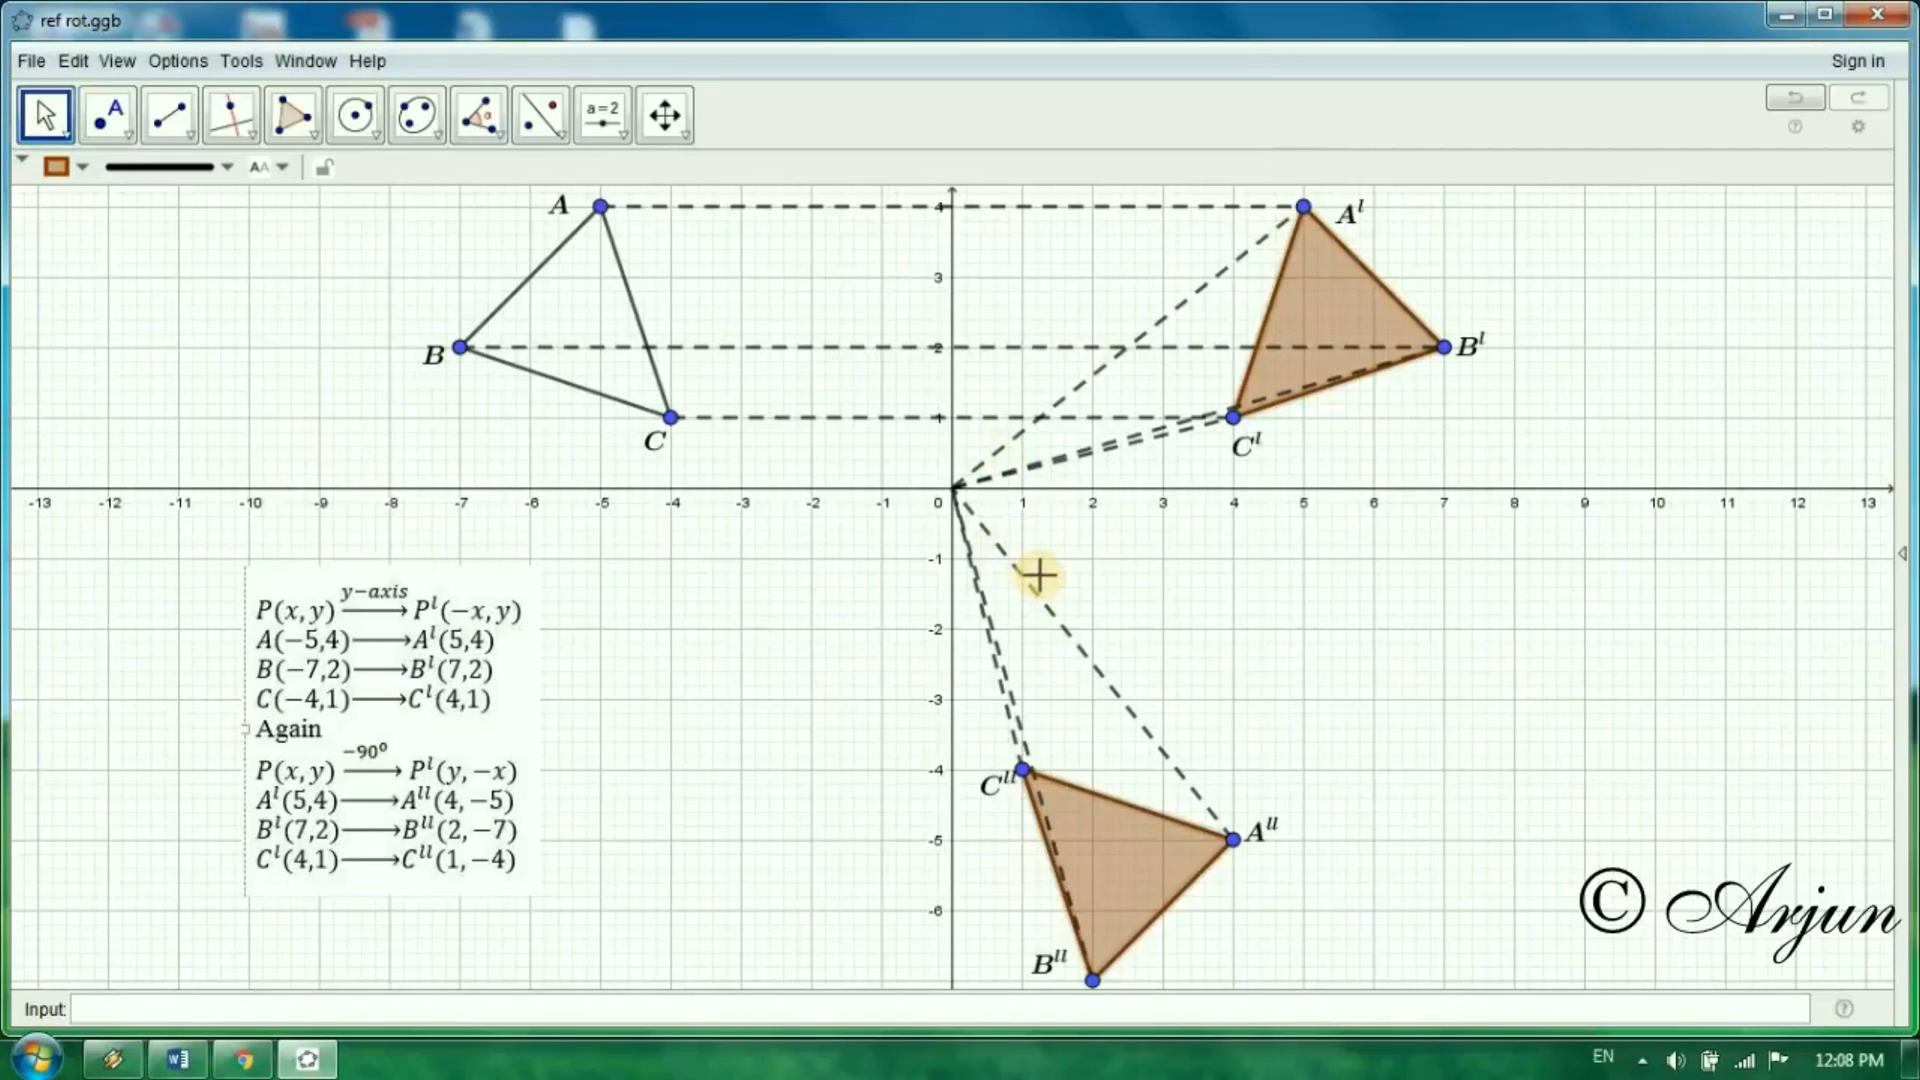 ref rot.ggb
File Edit View Options Tools Window Help Sign in
A α a=2
AA
A A^l
4
3
B 2 B^l
1
C C^l
-13 -12 -11 -10 -9 -8 -7 -6 -5 -4 -3 -2 -1 0 1 2 3 4 5 6 7 8 9 10 11 12 13
-1
-2
-3
-4
-5
-6
C^ll
A^ll
B^ll
y−axis
P(x,y) ⟶ P^l(−x,y)
A(−5,4) ⟶ A^l(5,4)
B(−7,2) ⟶ B^l(7,2)
C(−4,1) ⟶ C^l(4,1)
Again
−90°
P(x,y) ⟶ P^l(y,−x)
A^l(5,4) ⟶ A^ll(4,−5)
B^l(7,2) ⟶ B^ll(2,−7)
C^l(4,1) ⟶ C^ll(1,−4)
© Arjun
Input:
EN 12:08 PM